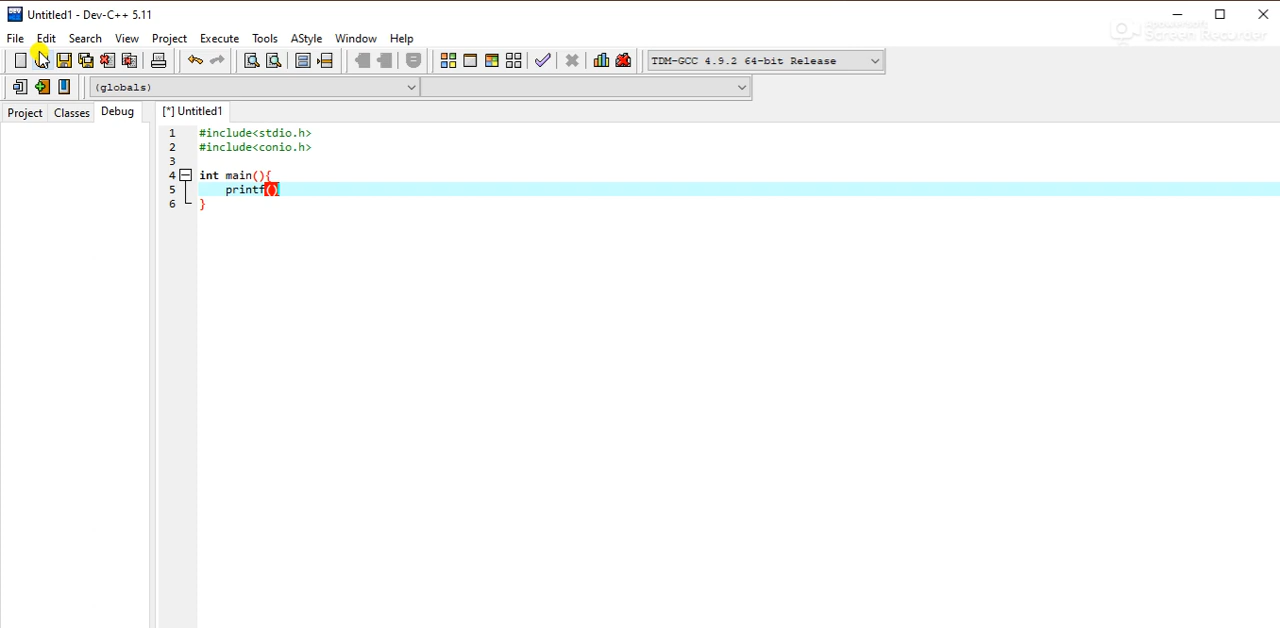 Untitled1 - Dev-C++ 5.11
Screen Recorder
File Edit Search View Project Execute Tools AStyle Window Help
TDM-GCC 4.9.2 64-bit Release
(globals)
Project Classes Debug [*] Untitled1
1 #include<stdio.h>
2 #include<conio.h>
3
4 int main(){
5 printf()
6 }